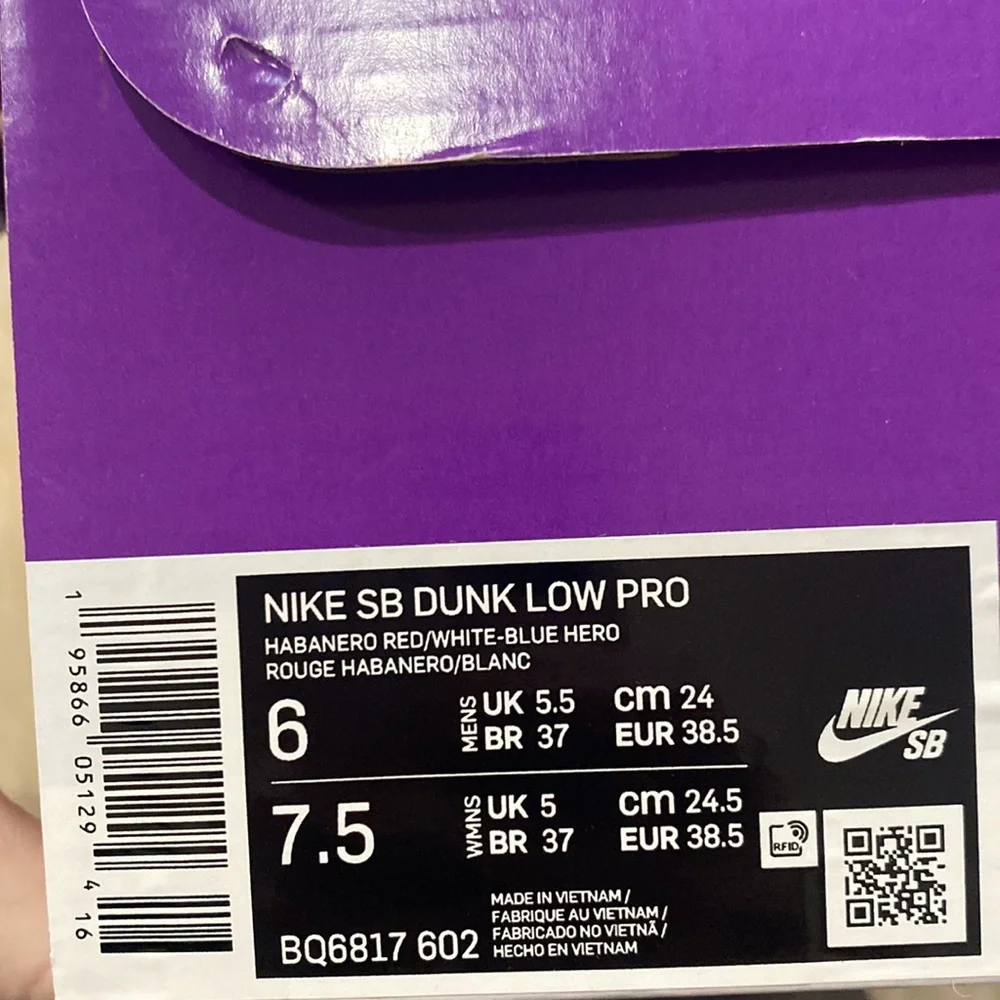 NIKE SB DUNK LOW PRO
HABANERO RED/WHITE-BLUE HERO
ROUGE HABANERO/BLANC
6 MENS UK 5.5 cm 24
BR 37 EUR 38.5
7.5 WMNS UK 5 cm 24.5
BR 37 EUR 38.5
NIKE
SB
RFID
MADE IN VIETNAM /
FABRIQUE AU VIETNAM /
FABRICADO NO VIETNÃ /
HECHO EN VIETNAM
BQ6817 602
1 95866 05129 4 16